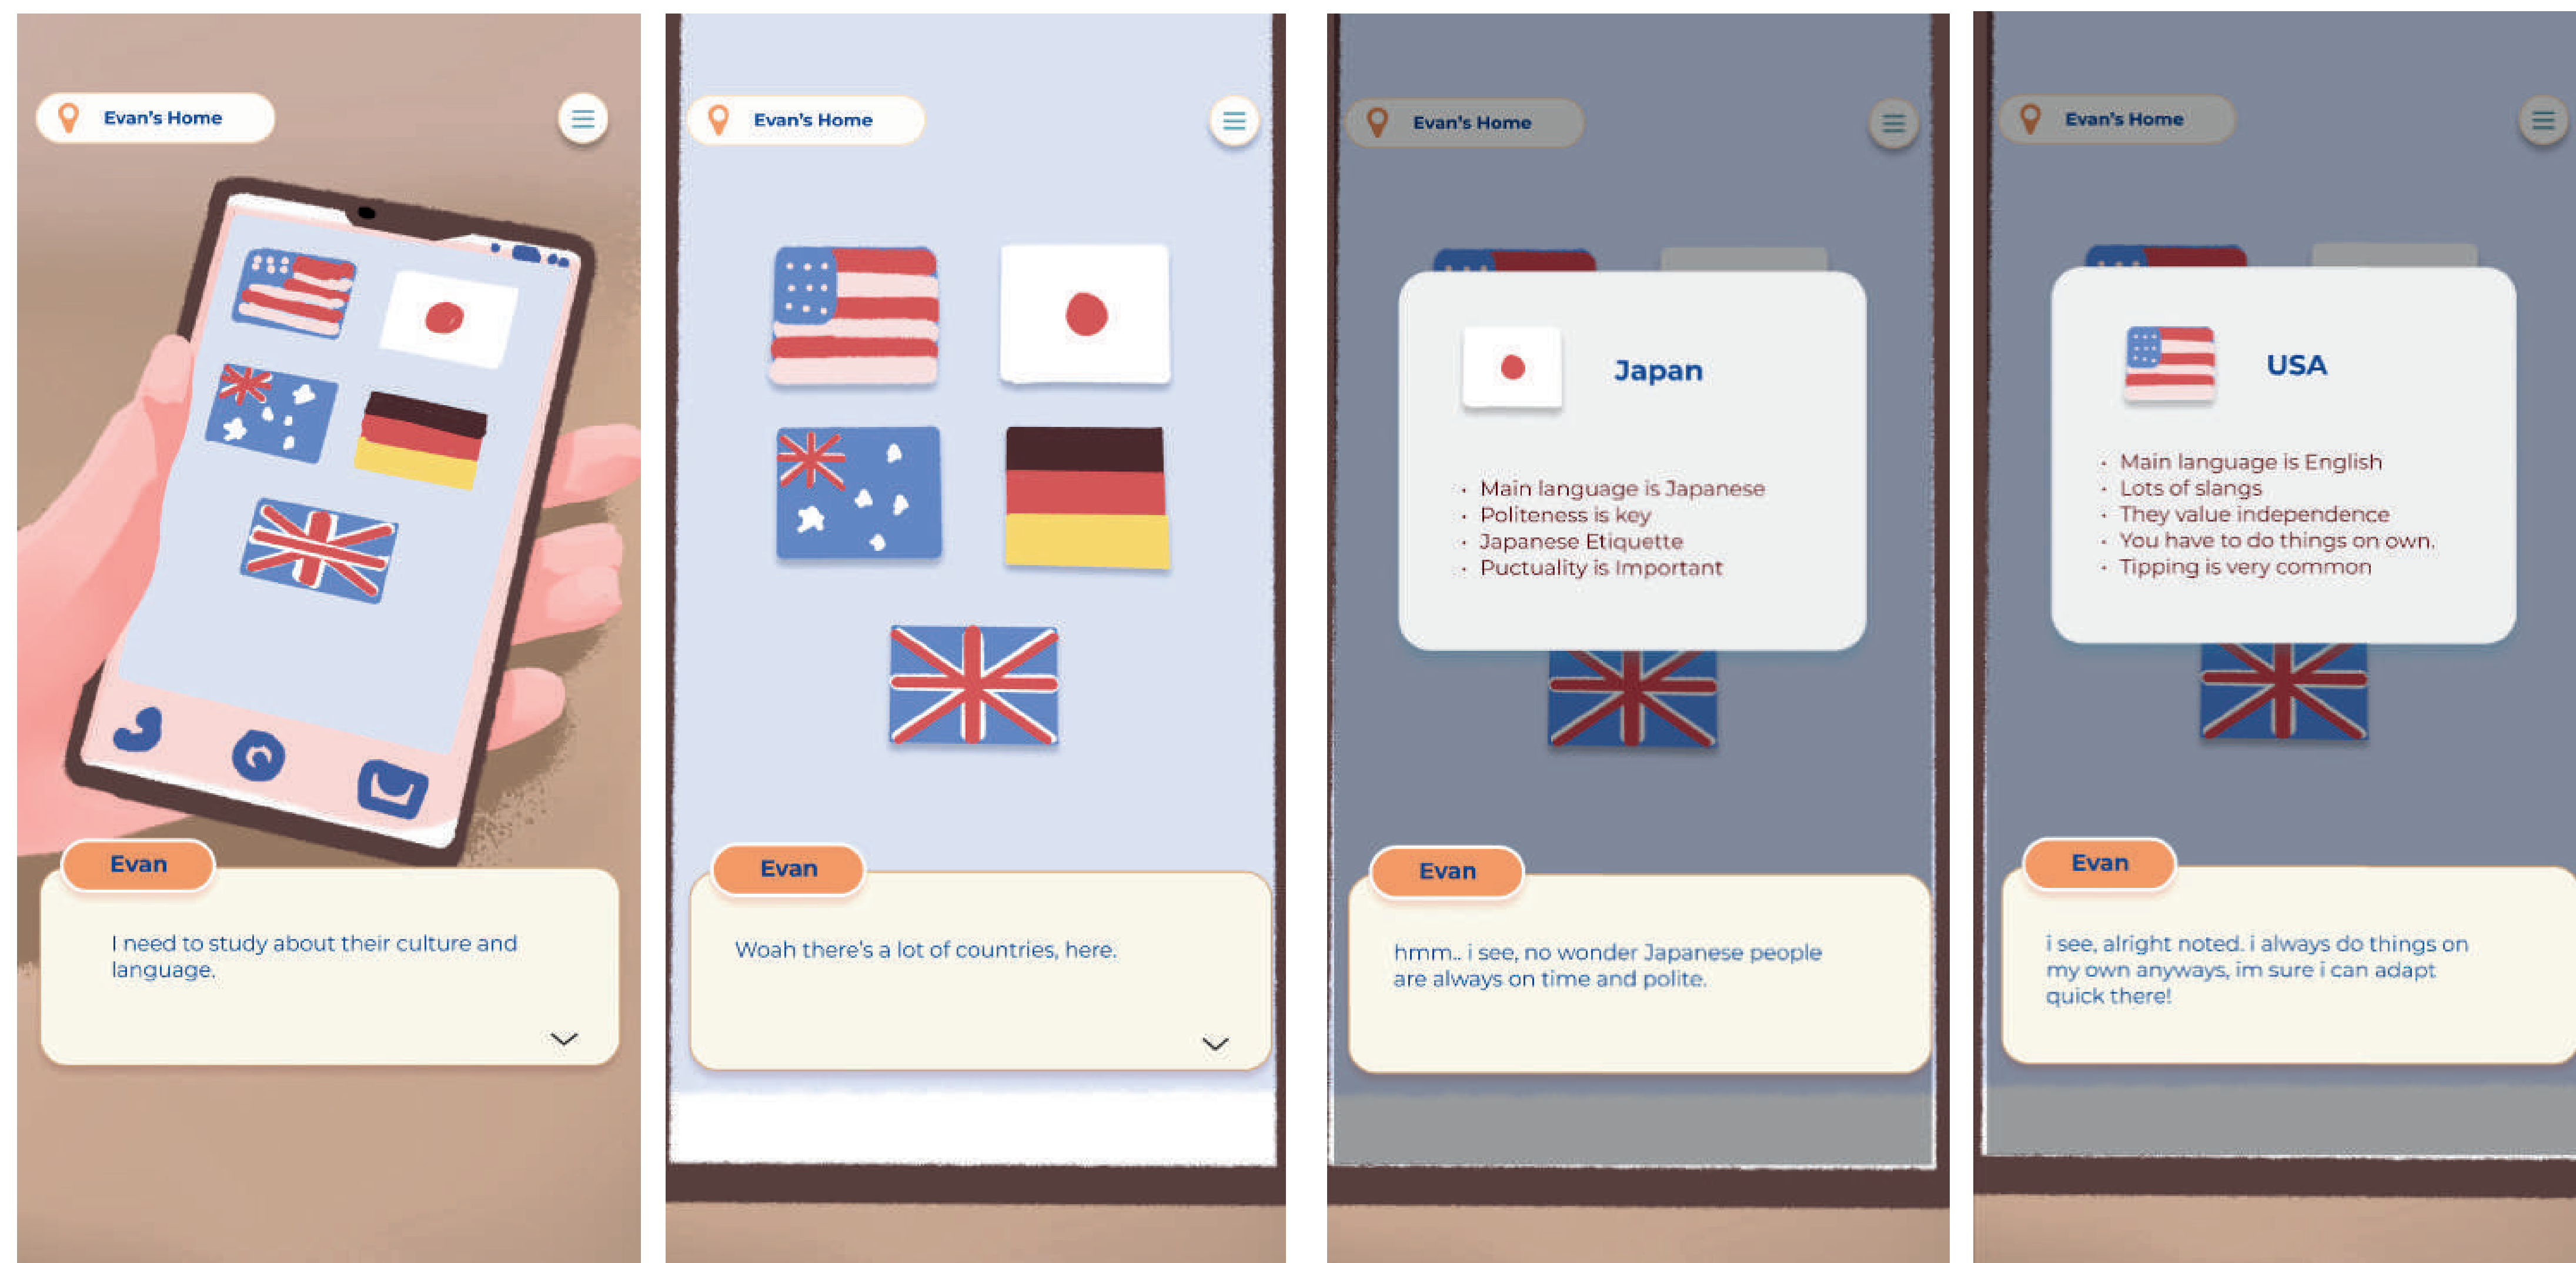 Evan's Home
Evan
I need to study about their culture and
language.
Evan's Home
Evan
Woah there's a lot of countries, here.
Evan's Home
Japan
· Main language is Japanese
· Politeness is key
· Japanese Etiquette
· Puctuality is Important
Evan
hmm.. i see, no wonder Japanese people
are always on time and polite.
Evan's Home
USA
· Main language is English
· Lots of slangs
· They value independence
· You have to do things on own.
· Tipping is very common
Evan
i see, alright noted. i always do things on
my own anyways, im sure i can adapt
quick there!